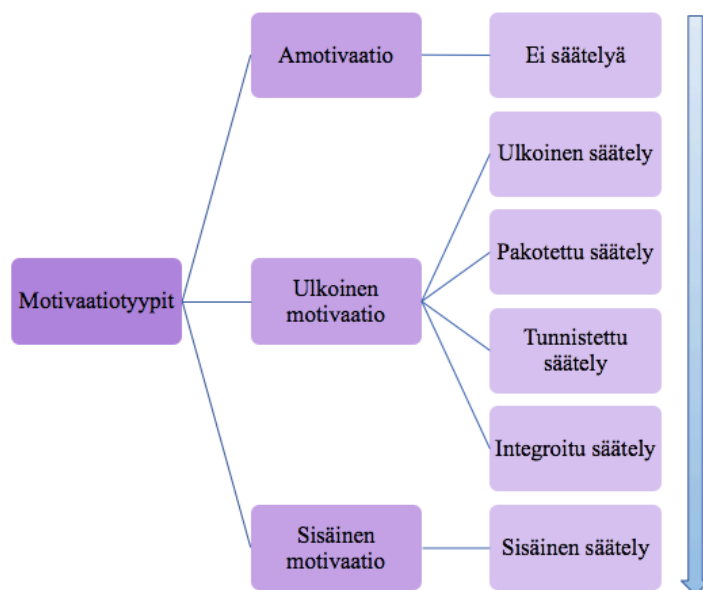 Amotivaatio
Ei säätelyä
Ulkoinen säätely
Pakotettu säätely
Motivaatiotyypit
Ulkoinen
motivaatio
Tunnistettu
säätely
Integroitu säätely
Sisäinen
motivaatio
Sisäinen säätely